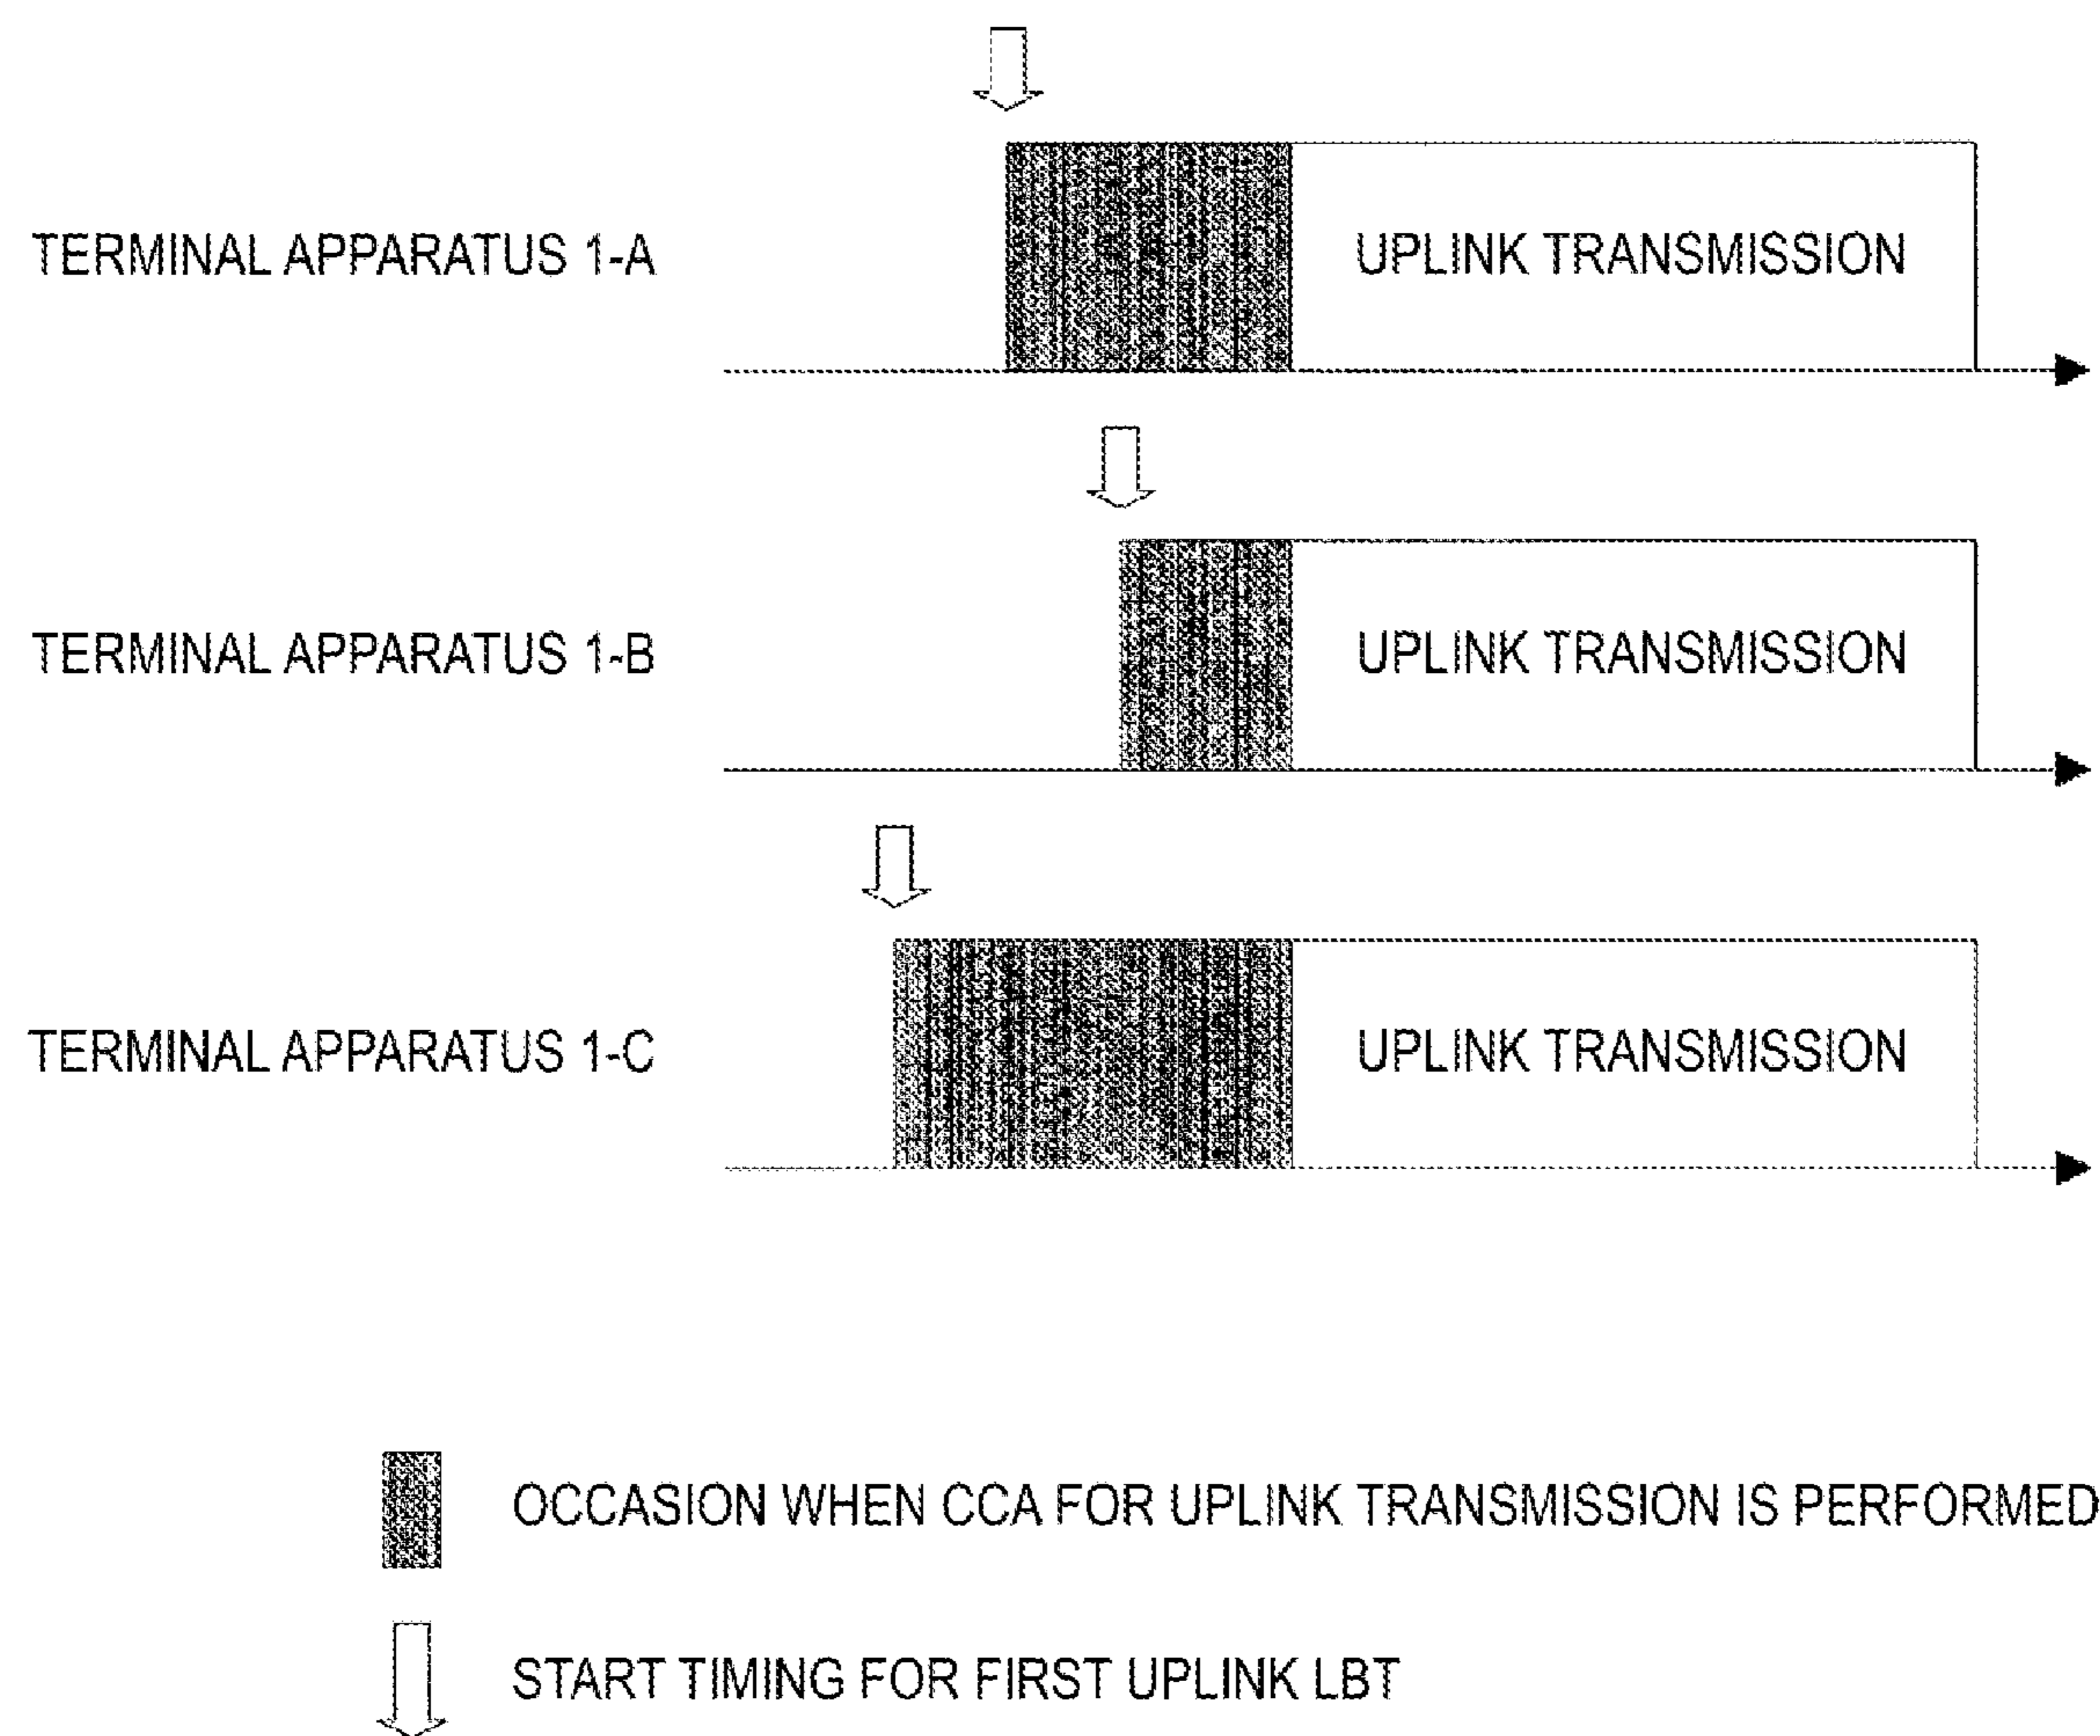 TERMINAL APPARATUS 1-A
UPLINK TRANSMISSION
TERMINAL APPARATUS 1-B
UPLINK TRANSMISSION
TERMINAL APPARATUS 1-C
UPLINK TRANSMISSION
OCCASION WHEN CCA FOR UPLINK TRANSMISSION IS PERFORMED
START TIMING FOR FIRST UPLINK LBT